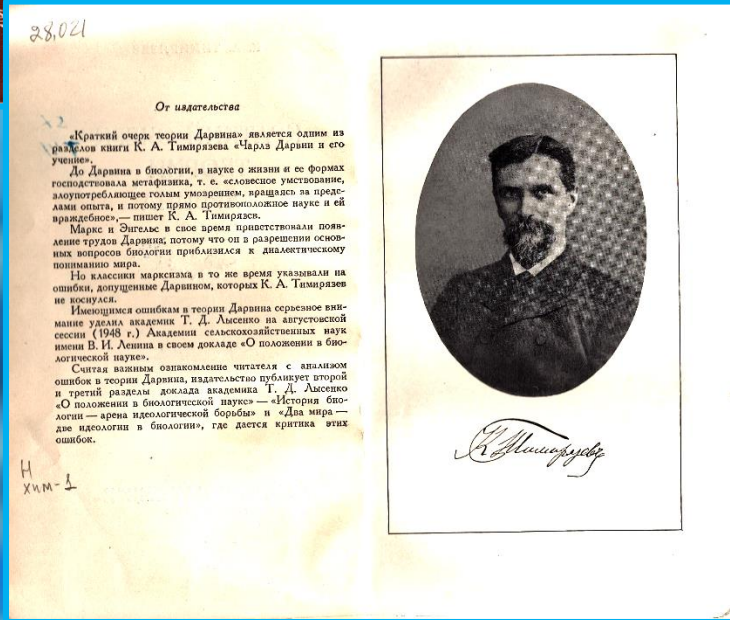 28,021
От издательства
«Краткий очерк теории Дарвина» является одним из
разделов книги К. А. Тимирязева «Чарлз Дарвин и его
учение».
До Дарвина в биологии, в науке о жизни и ее формах
господствовала метафизика, т. е. «словесное умствование,
злоупотребляющее голым умозрением, вращаясь за преде-
лами опыта, и потому прямо противоположное науке и ей
враждебное»,— пишет К. А. Тимирязев.
Маркс и Энгельс в свое время приветствовали появ-
ление трудов Дарвина, потому что он в разрешении основ-
ных вопросов биологии приблизился к диалектическому
пониманию мира.
Но классики марксизма в то же время указывали на
ошибки, допущенные Дарвином, которых К. А. Тимирязев
не коснулся.
Имеющимся ошибкам в теории Дарвина серьезное вни-
мание уделил академик Т. Д. Лысенко на августовской
сессии (1948 г.) Академии сельскохозяйственных наук
имени В. И. Ленина в своем докладе «О положении в био-
логической науке».
Считая важным ознакомление читателя с анализом
ошибок в теории Дарвина, издательство публикует второй
и третий разделы доклада академика Т. Д. Лысенко
«О положении в биологической науке» — «История био-
логии — арена идеологической борьбы» и «Два мира —
две идеологии в биологии», где дается критика этих
ошибок.
Н
хим-1
К Тимирязевъ